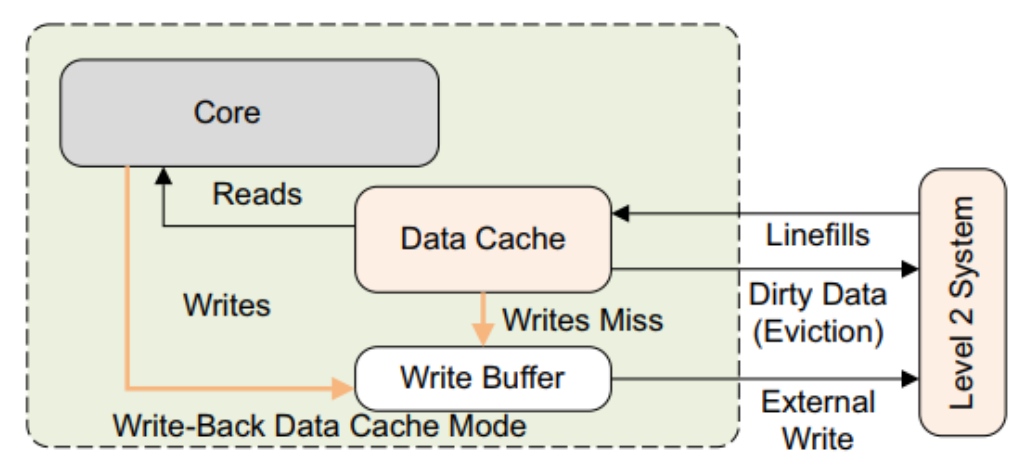 Core
Reads
Data Cache
Linefills
Dirty Data
(Eviction)
Writes
Writes Miss
Write Buffer
External
Write
Write-Back Data Cache Mode
Level 2 System